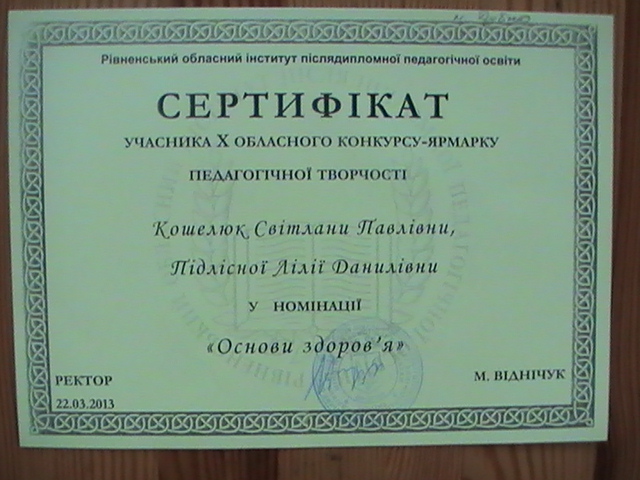 Рівненський обласний інститут післядипломної педагогічної освіти
СЕРТИФІКАТ
УЧАСНИКА Х ОБЛАСНОГО КОНКУРСУ-ЯРМАРКУ
ПЕДАГОГІЧНОЇ ТВОРЧОСТІ
Кошелюк Світлани Павлівни,
Підлісної Лілії Данилівни
У НОМІНАЦІЇ
«Основи здоров’я»
РЕКТОР
М. ВІДНІЧУК
22.03.2013